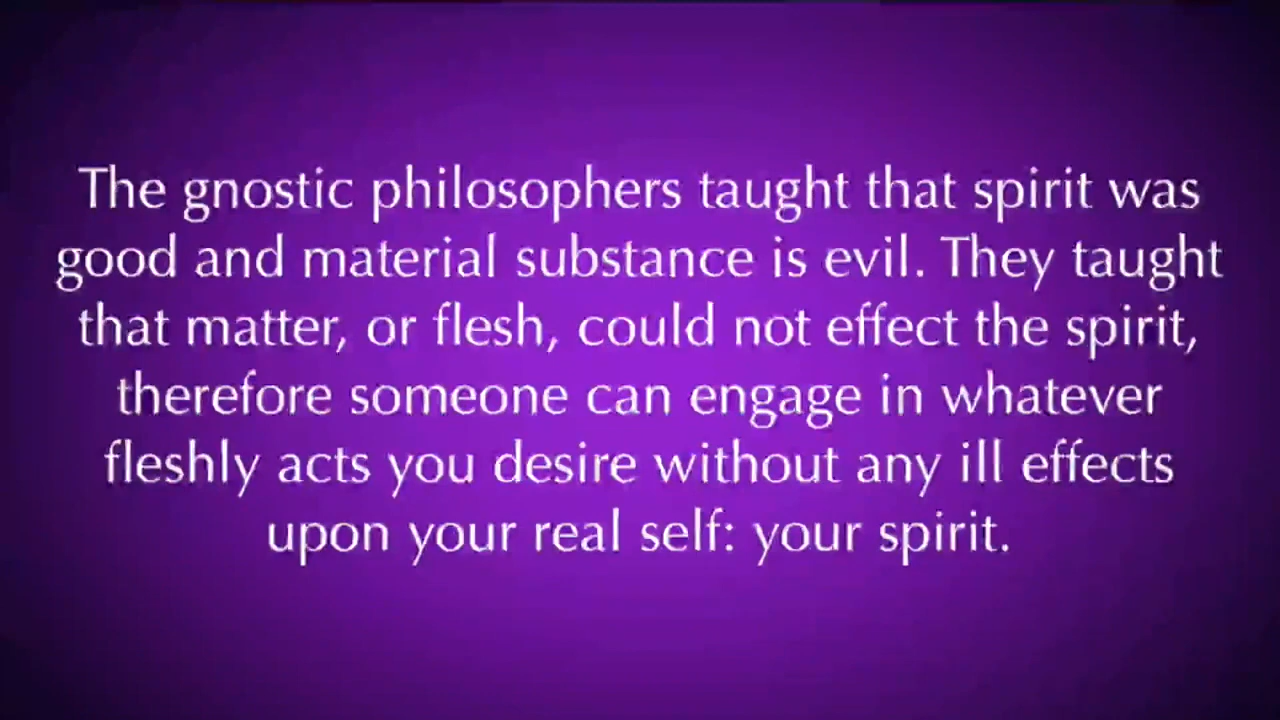 The gnostic philosophers taught that spirit was
good and material substance is evil. They taught
that matter, or flesh, could not effect the spirit,
therefore someone can engage in whatever
fleshly acts you desire without any ill effects
upon your real self: your spirit.